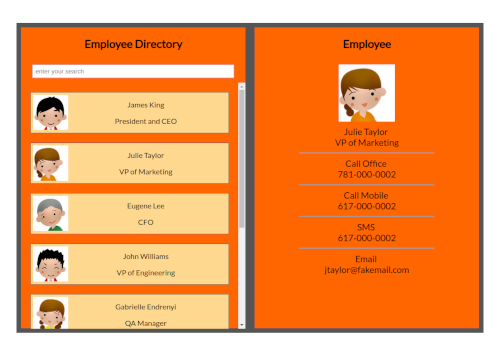 Employee Directory
enter your search
James King
President and CEO
Julie Taylor
VP of Marketing
Eugene Lee
CFO
John Williams
VP of Engineering
Gabrielle Endrenyi
QA Manager
Employee
Julie Taylor
VP of Marketing
Call Office
781-000-0002
Call Mobile
617-000-0002
SMS
617-000-0002
Email
jtaylor@fakemail.com